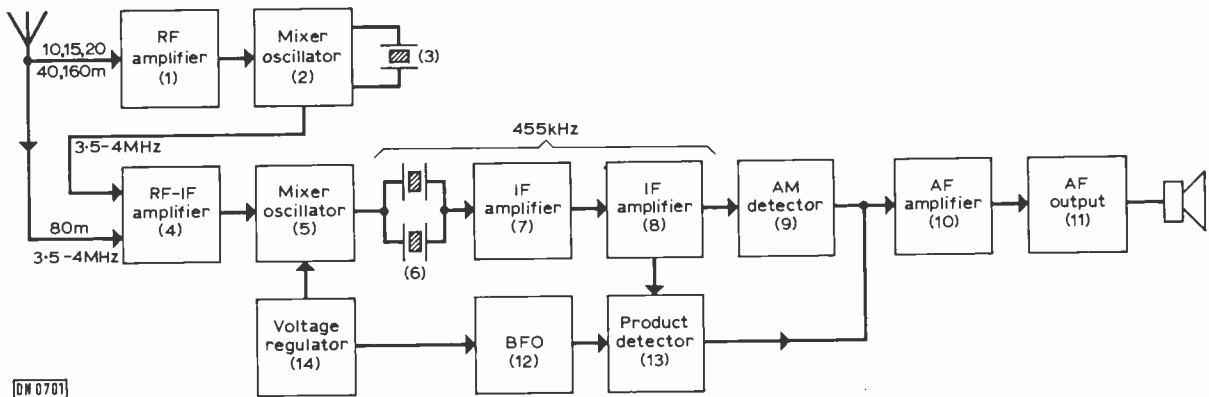 10,15,20
40,160m
RF
amplifier
(1)
Mixer
oscillator
(2)
(3)
3·5-4MHz
455kHz
80m
3·5-4MHz
RF-IF
amplifier
(4)
Mixer
oscillator
(5)
(6)
IF
amplifier
(7)
IF
amplifier
(8)
AM
detector
(9)
AF
amplifier
(10)
AF
output
(11)
Voltage
regulator
(14)
BFO
(12)
Product
detector
(13)
DN0701